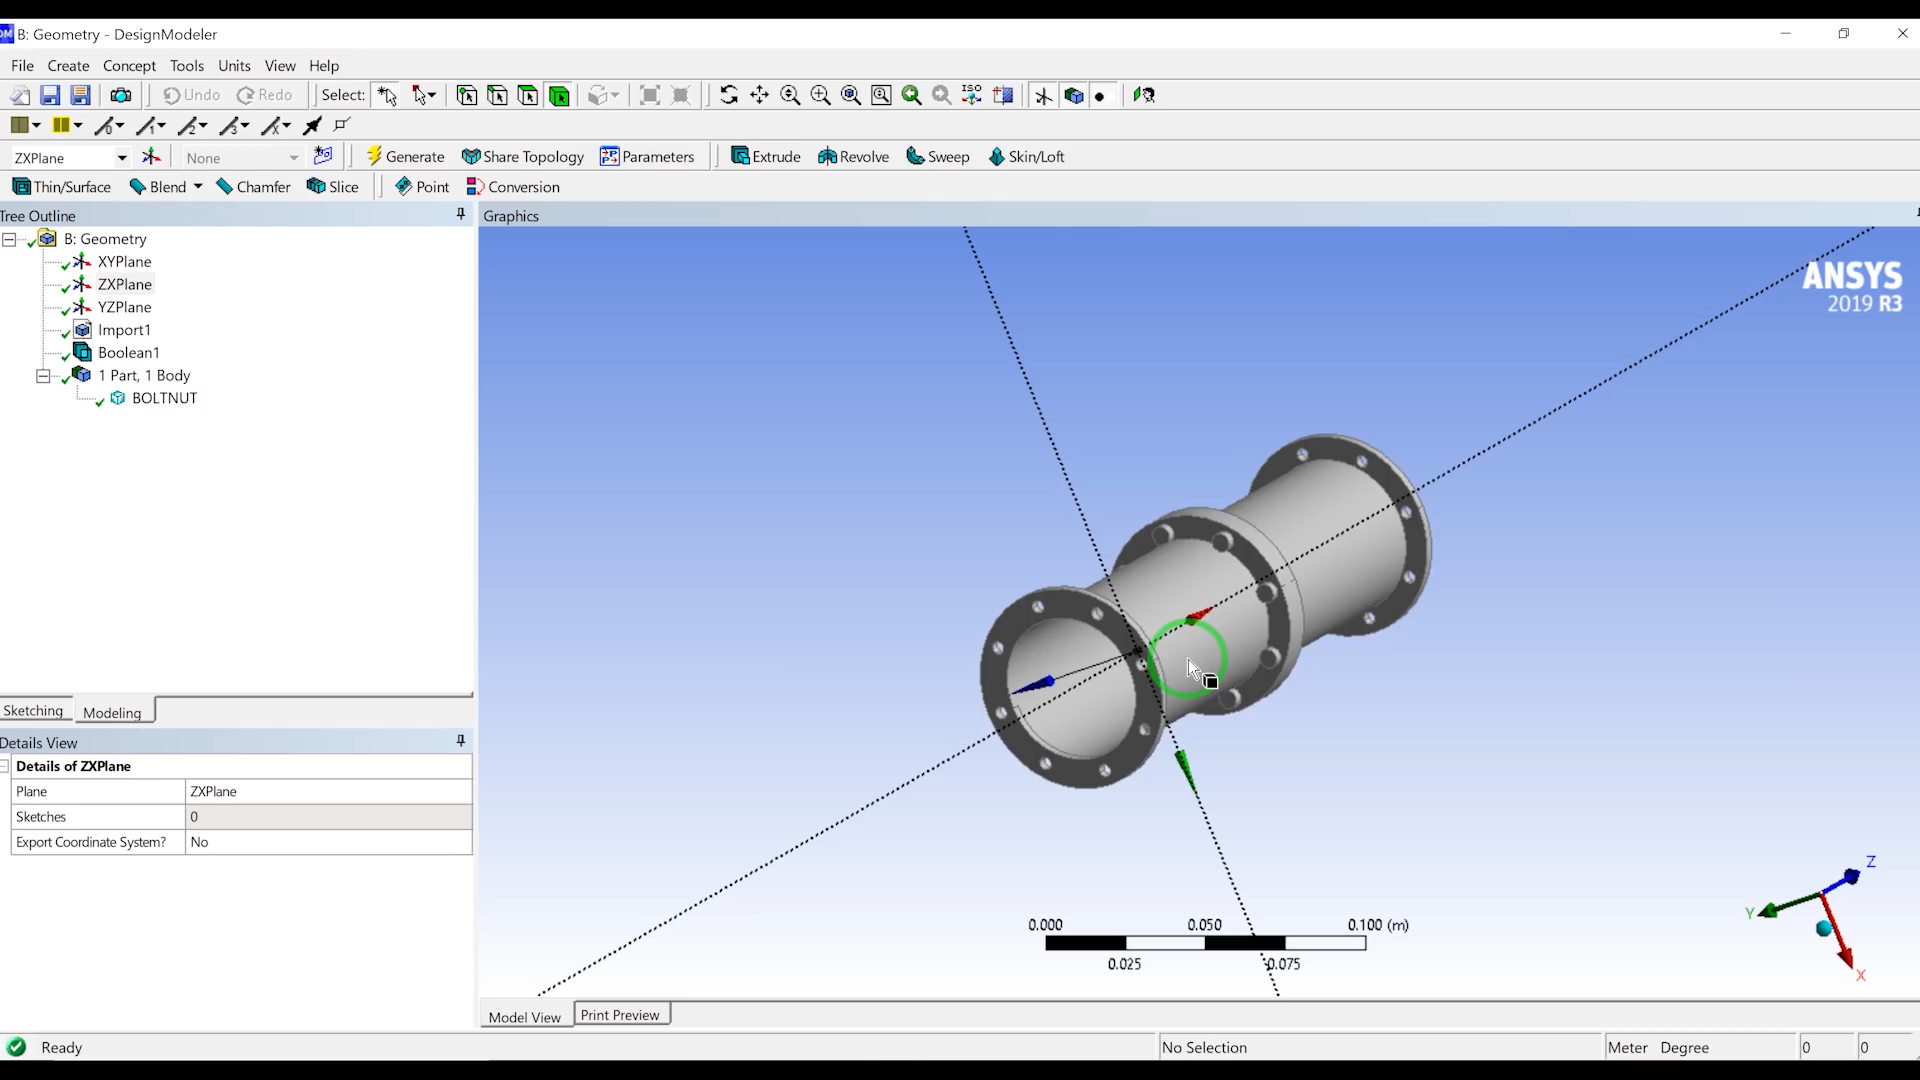 B: Geometry - DesignModeler
File Create Concept Tools Units View Help
Undo Redo Select: ISO
ZXPlane None Generate Share Topology Parameters Extrude Revolve Sweep Skin/Loft
Thin/Surface Blend Chamfer Slice Point Conversion
Tree Outline
B: Geometry
XYPlane
ZXPlane
YZPlane
Import1
Boolean1
1 Part, 1 Body
BOLTNUT
Sketching Modeling
Details View
Details of ZXPlane
Plane ZXPlane
Sketches 0
Export Coordinate System? No
Graphics
ANSYS
2019 R3
0.000 0.050 0.100 (m)
0.025 0.075
Z
Y
X
Model View Print Preview
Ready No Selection Meter Degree 0 0